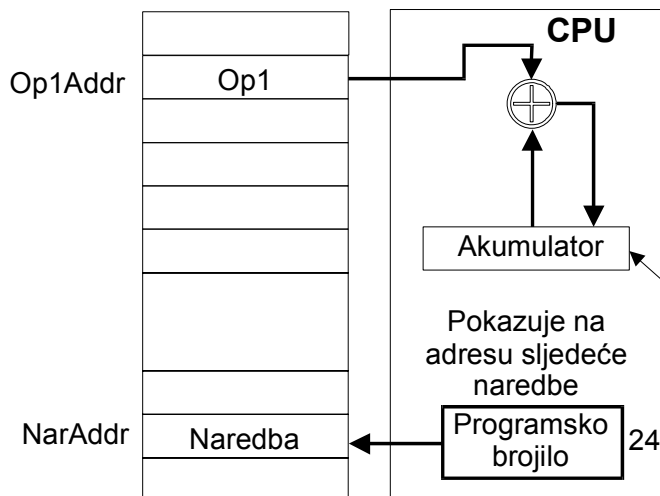 CPU
Op1Addr
Op1
Akumulator
Pokazuje na
adresu sljedeće
naredbe
NarAddr
Naredba
Programsko
brojilo
24